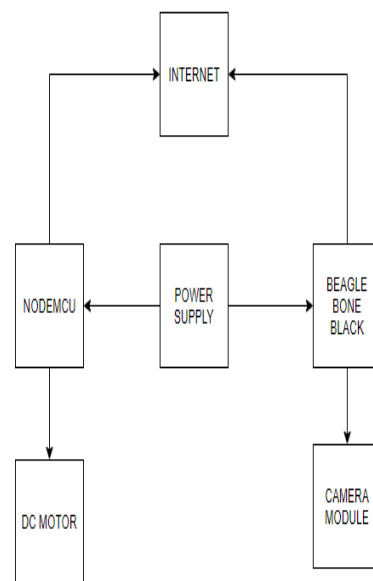 INTERNET
NODEMCU
POWER
SUPPLY
BEAGLE
BONE
BLACK
DC MOTOR
CAMERA
MODULE